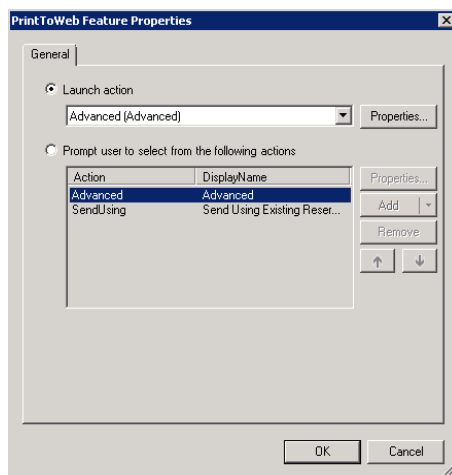 PrintToWeb Feature Properties
General
Launch action
Advanced (Advanced)
Properties...
Prompt user to select from the following actions
Action DisplayName
Advanced Advanced
SendUsing Send Using Existing Reser...
Properties...
Add
Remove
OK Cancel